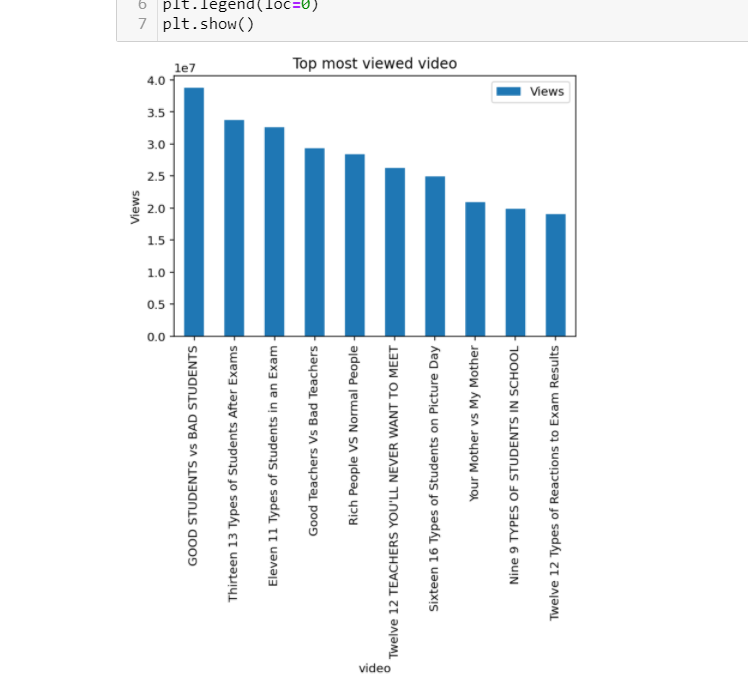 6 plt.legend(loc=0)
7 plt.show()
Top most viewed video
1e7
4.0
3.5
3.0
2.5
2.0
1.5
1.0
0.5
0.0
Views
Views
GOOD STUDENTS vs BAD STUDENTS
Thirteen 13 Types of Students After Exams
Eleven 11 Types of Students in an Exam
Good Teachers Vs Bad Teachers
Rich People VS Normal People
Twelve 12 TEACHERS YOU'LL NEVER WANT TO MEET
Sixteen 16 Types of Students on Picture Day
Your Mother vs My Mother
Nine 9 TYPES OF STUDENTS IN SCHOOL
Twelve 12 Types of Reactions to Exam Results
video